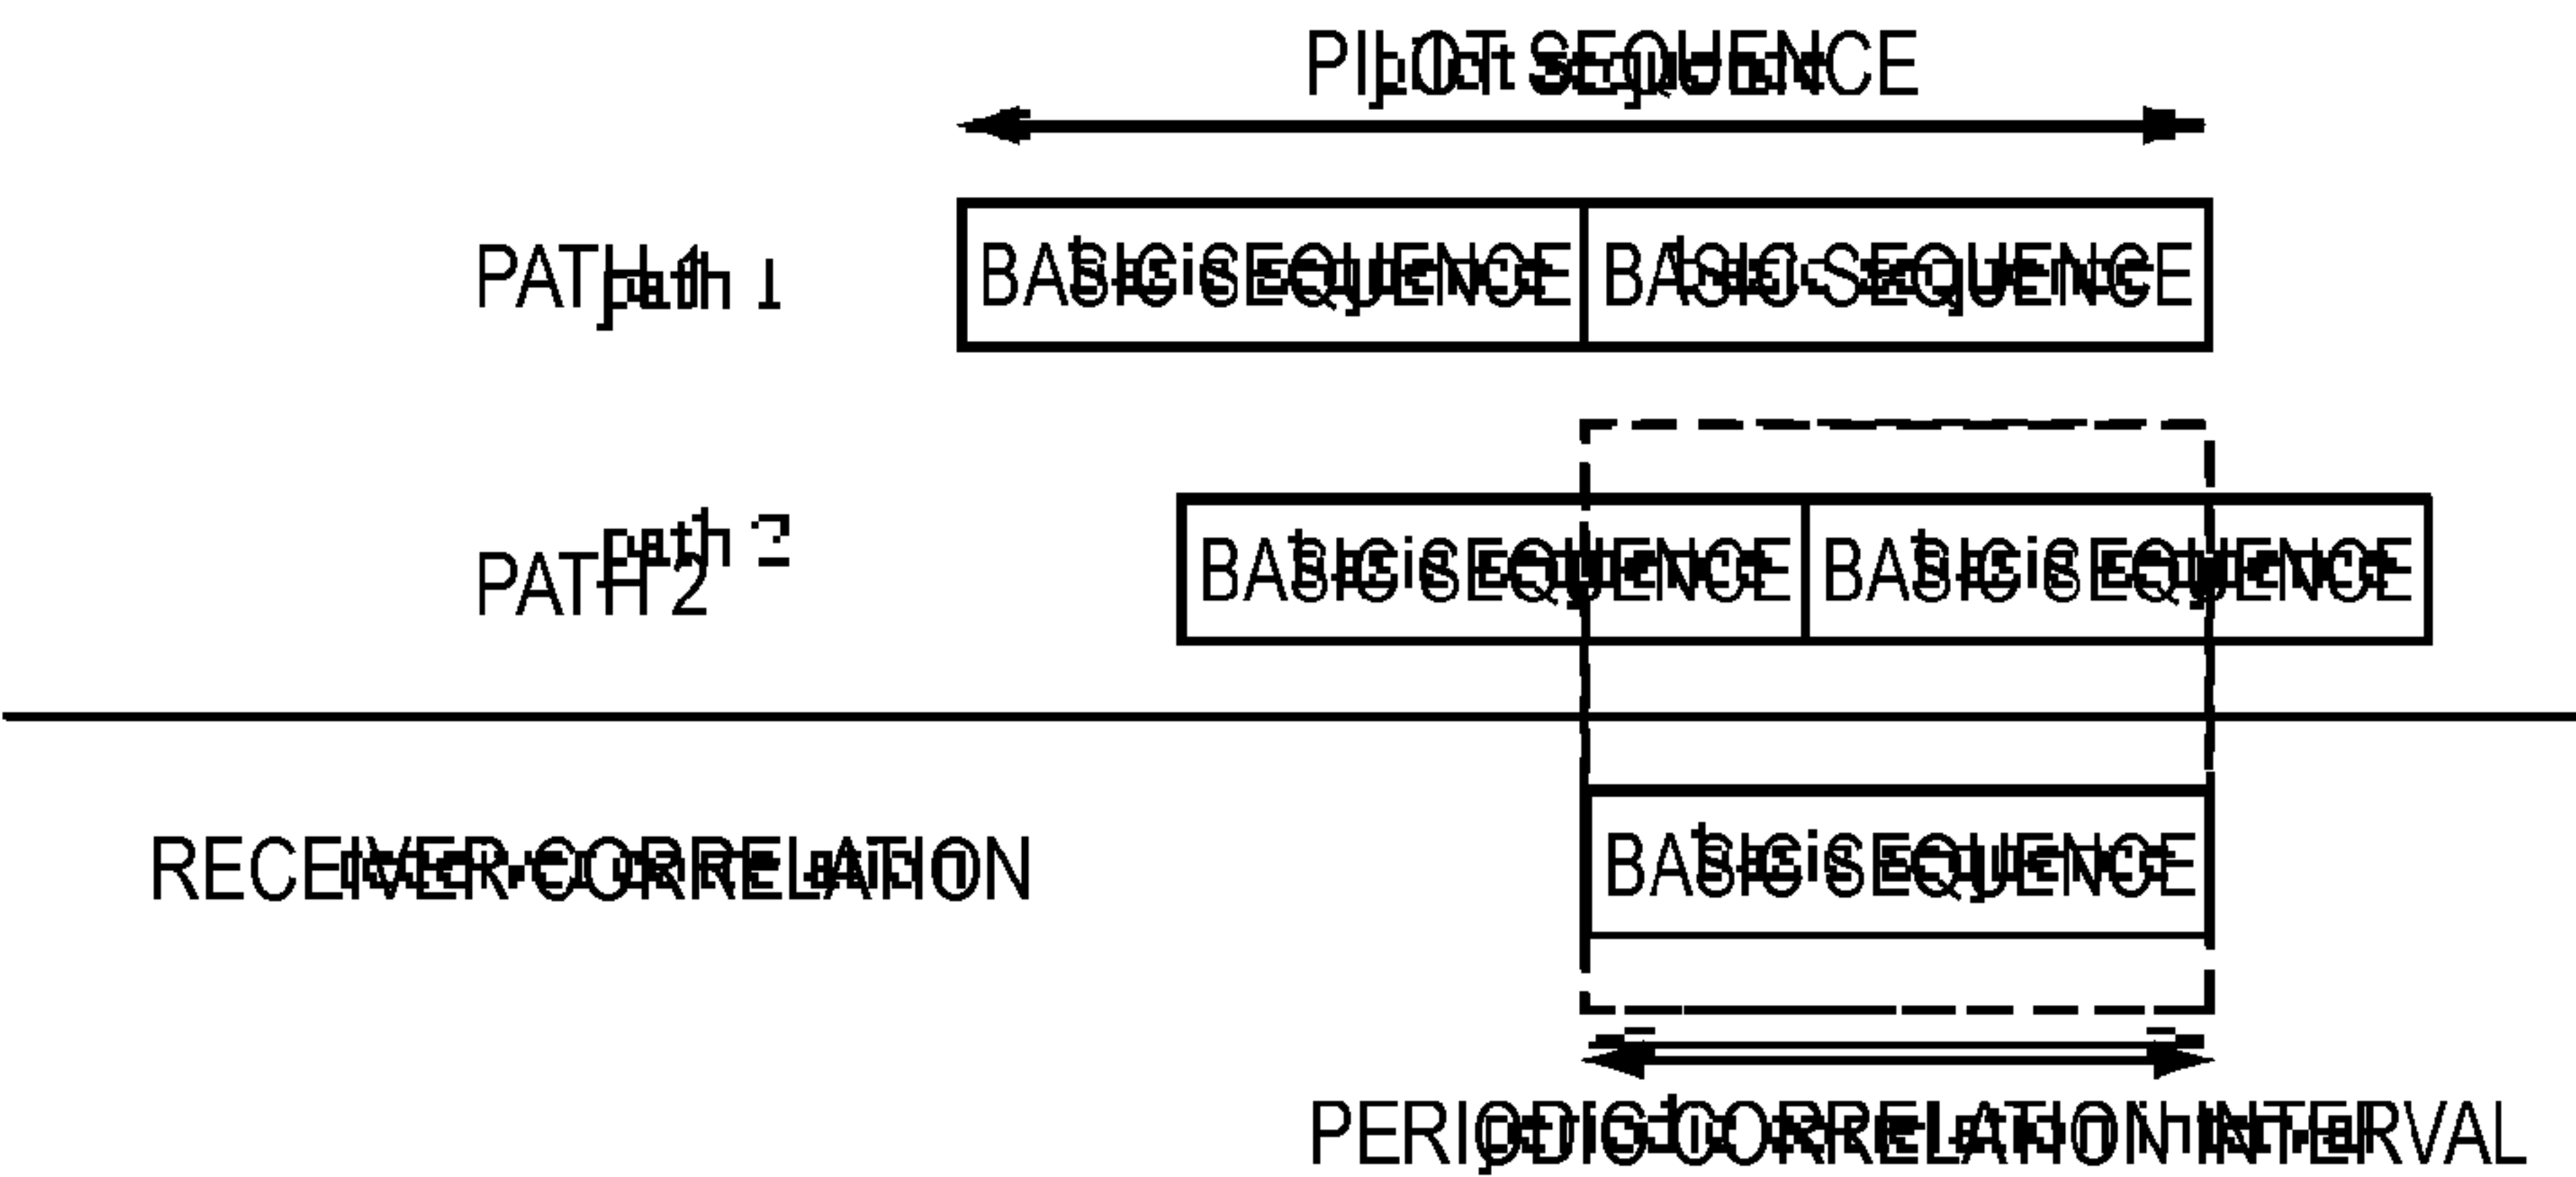 PILOT SEQUENCE
PATH 1
BASIC SEQUENCE BASIC SEQUENCE
PATH 2
BASIC SEQUENCE BASIC SEQUENCE
RECEIVER CORRELATION
BASIC SEQUENCE
PERIODIC CORRELATION INTERVAL